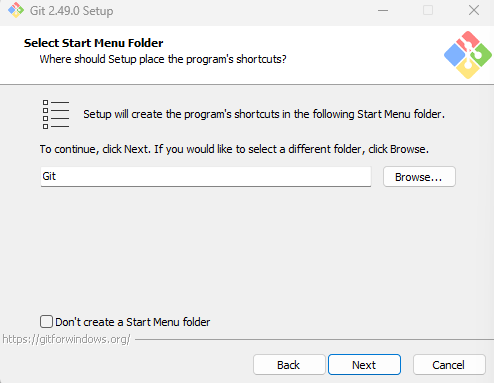 Git 2.49.0 Setup
Select Start Menu Folder
Where should Setup place the program's shortcuts?
Setup will create the program's shortcuts in the following Start Menu folder.
To continue, click Next. If you would like to select a different folder, click Browse.
Git
Browse...
Don't create a Start Menu folder
https://gitforwindows.org/
Back
Next
Cancel